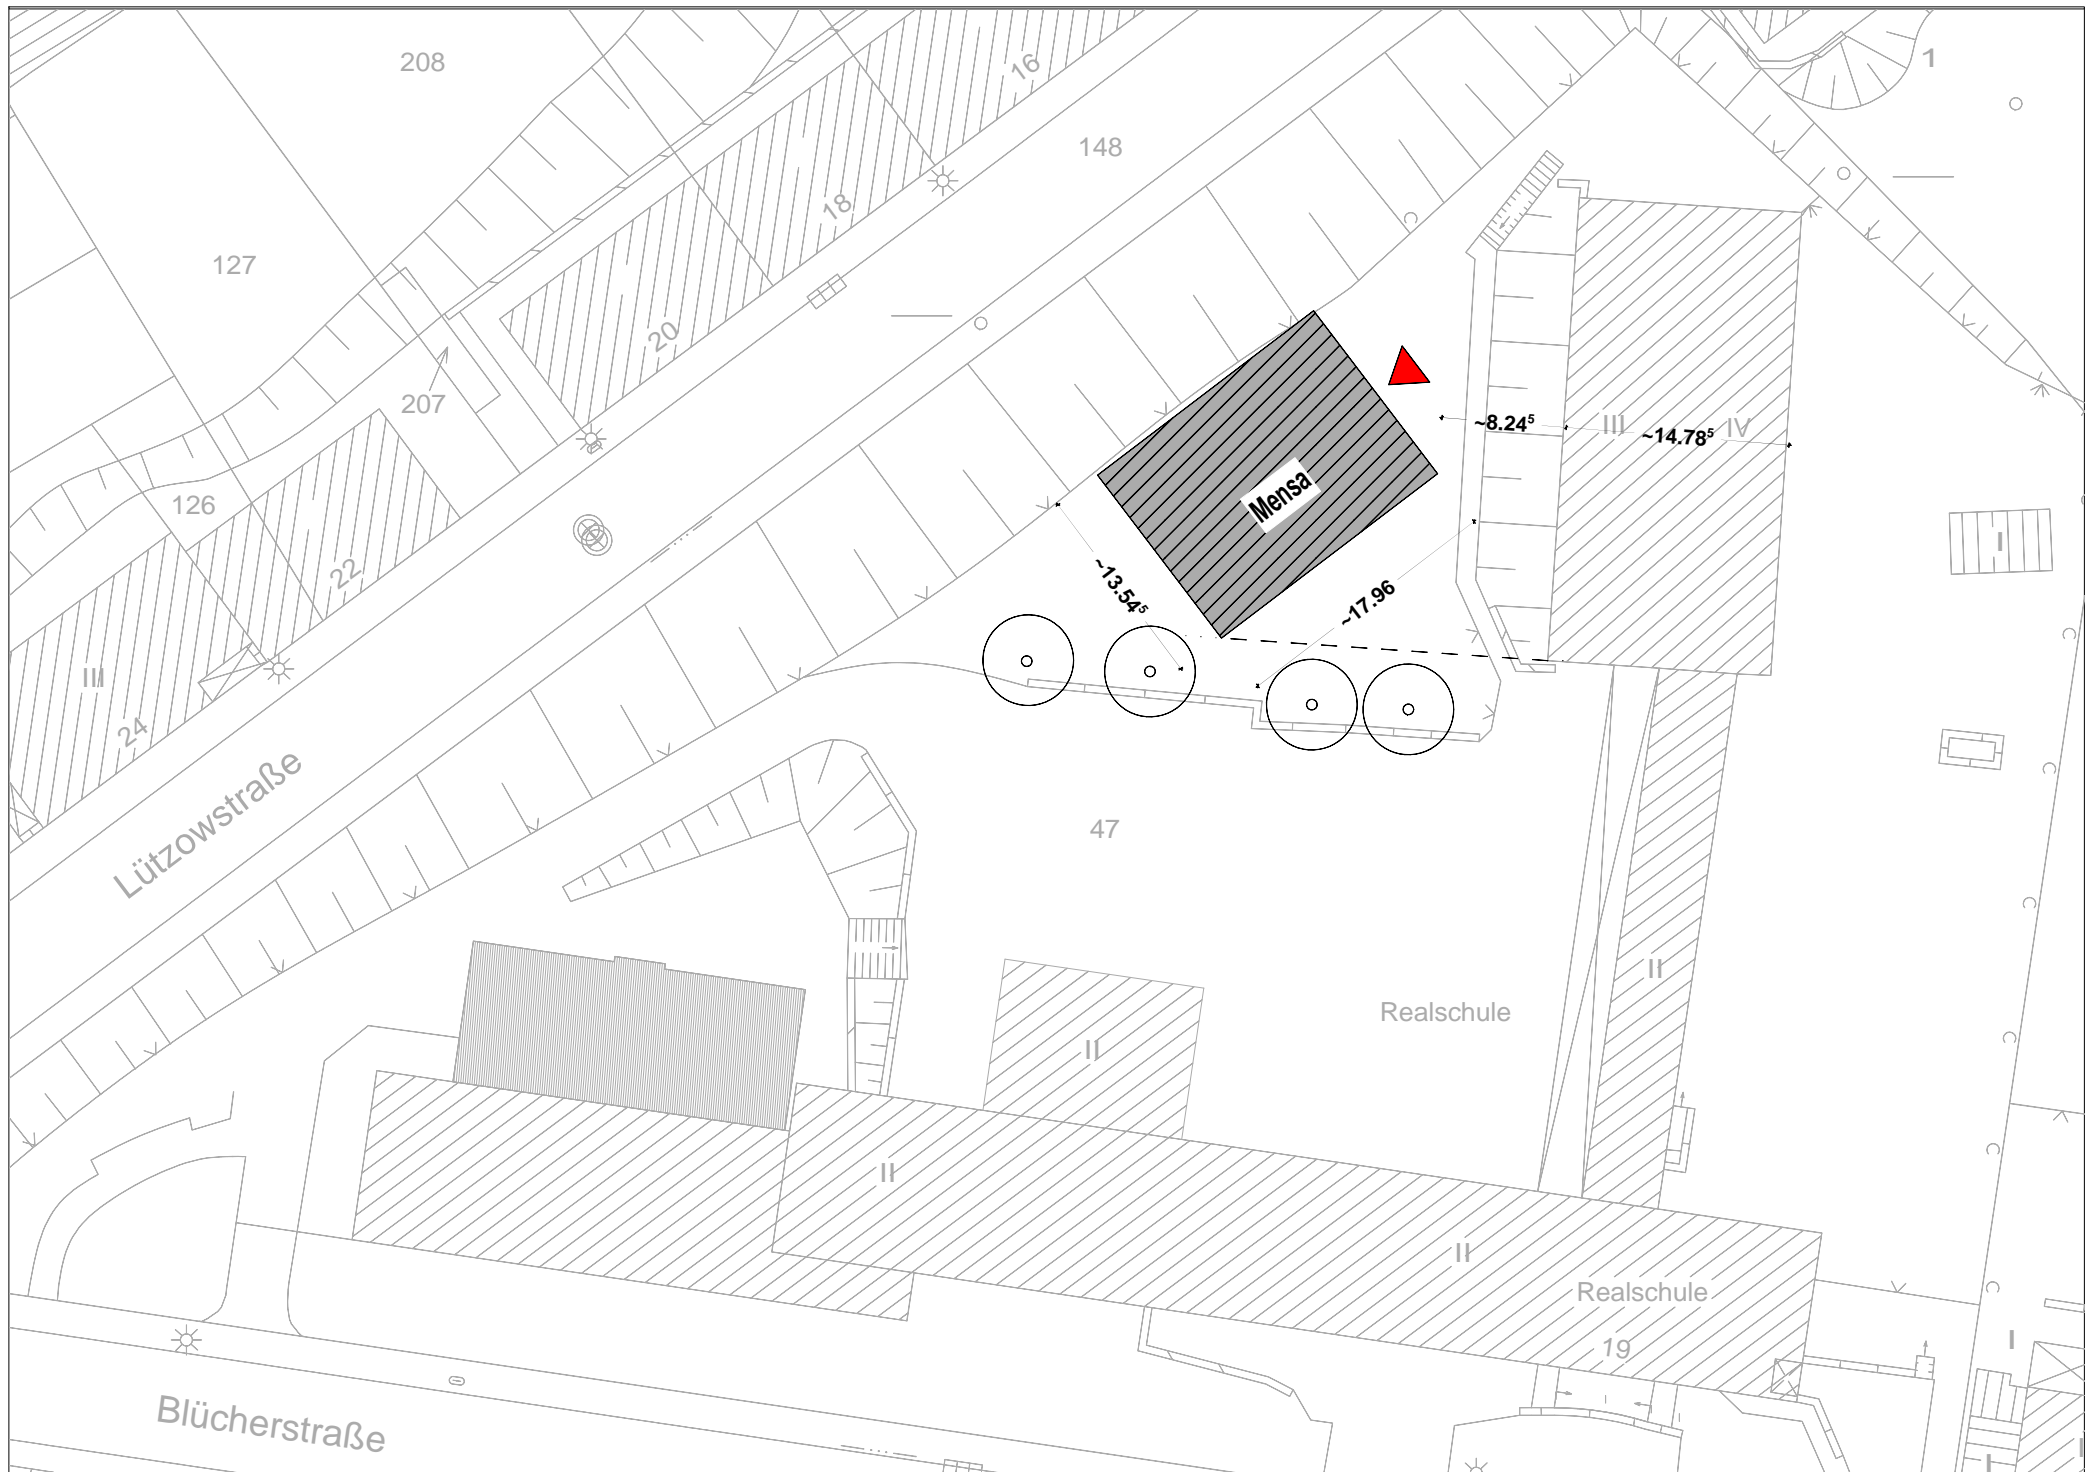 208
16
1
148
18
127
20
207
~8.24⁵
III
~14.78⁵
IV
Mensa
126
I
22
~13.54⁵
~17.96
III
24
Lützowstraße
47
II
Realschule
II
II
II
Realschule
19
I
Blücherstraße
I
I